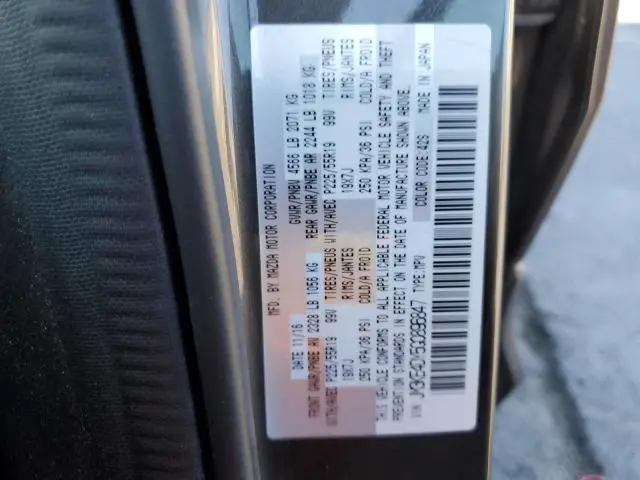 MFD. BY MAZDA MOTOR CORPORATION
DATE 11/16 GVWR/PNBV 4566 LB 2071 KG
FRONT GAWR/PNBE AV 2328 LB 1056 KG REAR GAWR/PNBE AR 2244 LB 1018 KG
WITH/AVEC P225/55R19 99V TIRES/PNEUS WITH/AVEC P225/55R19 99V TIRES/PNEUS
19X7J RIMS/JANTES 19X7J RIMS/JANTES
250 KPA/36 PSI COLD/A FROID 250 KPA/36 PSI COLD/A FROID
THIS VEHICLE CONFORMS TO ALL APPLICABLE FEDERAL MOTOR VEHICLE SAFETY AND THEFT
PREVENTION STANDARDS IN EFFECT ON THE DATE OF MANUFACTURE SHOWN ABOVE.
VIN TYPE:MPV COLOR CODE 42S MADE IN JAPAN